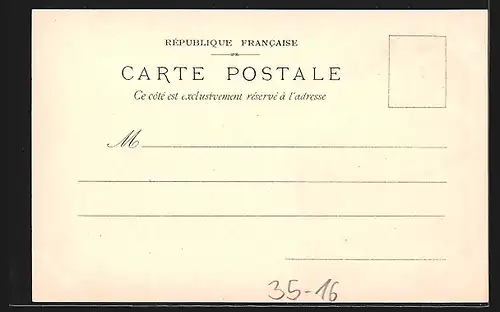 RÉPUBLIQUE FRANÇAISE
CARTE POSTALE
Ce côté est exclusivement réservé à l'adresse
M
35-16